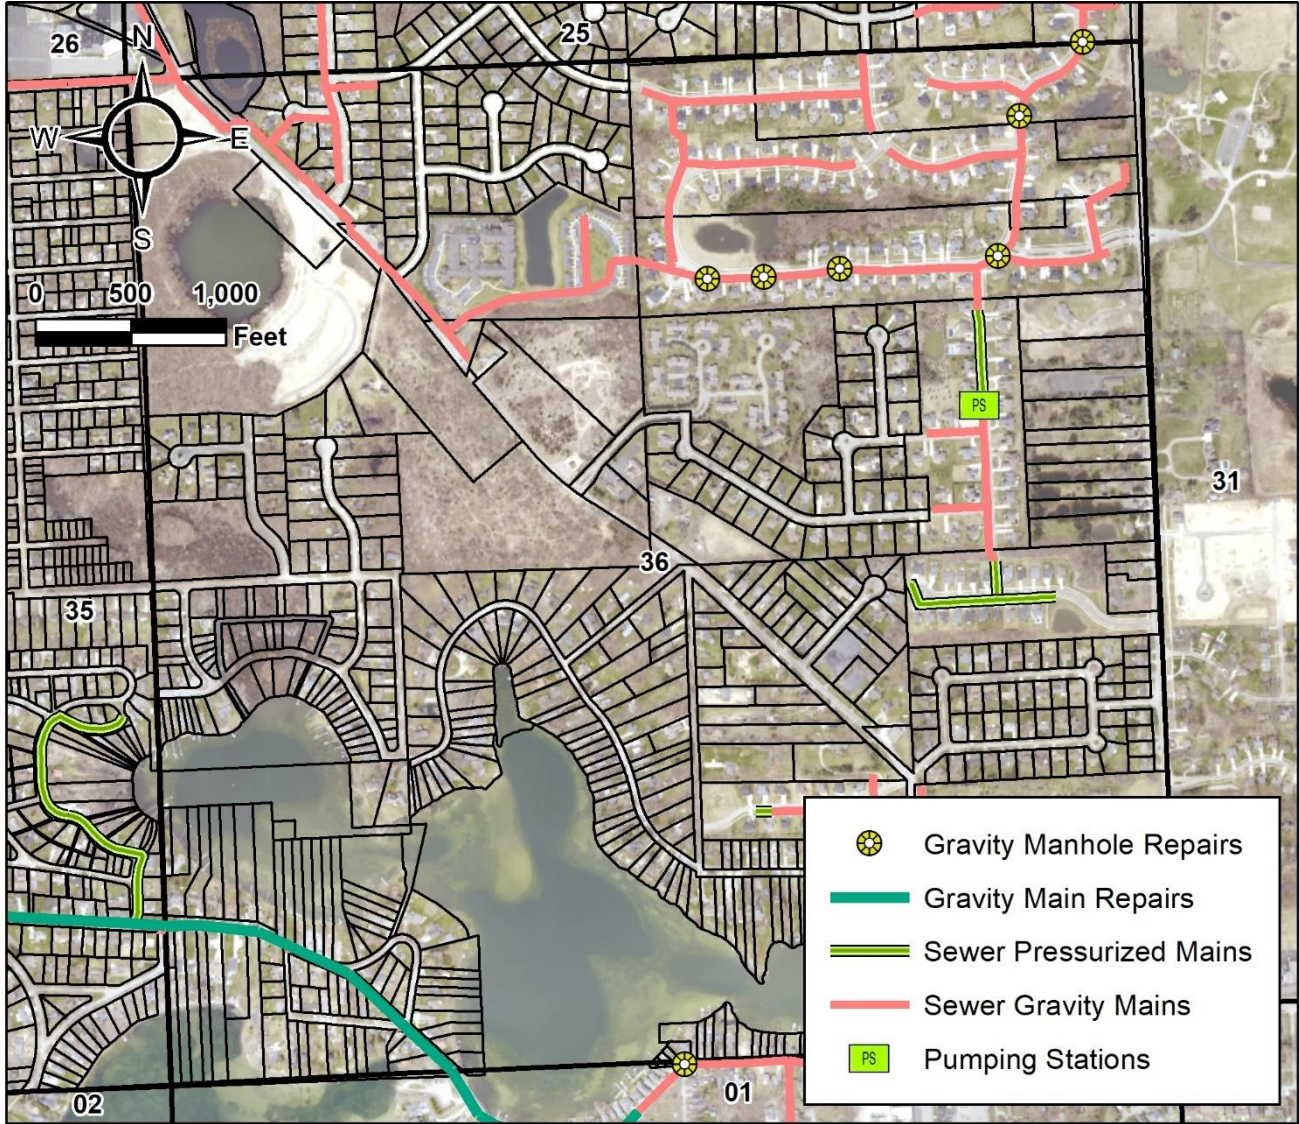 26
N
25
W
E
S
0 500 1,000
Feet
PS
31
36
35
Gravity Manhole Repairs
Gravity Main Repairs
Sewer Pressurized Mains
Sewer Gravity Mains
PS Pumping Stations
02
01